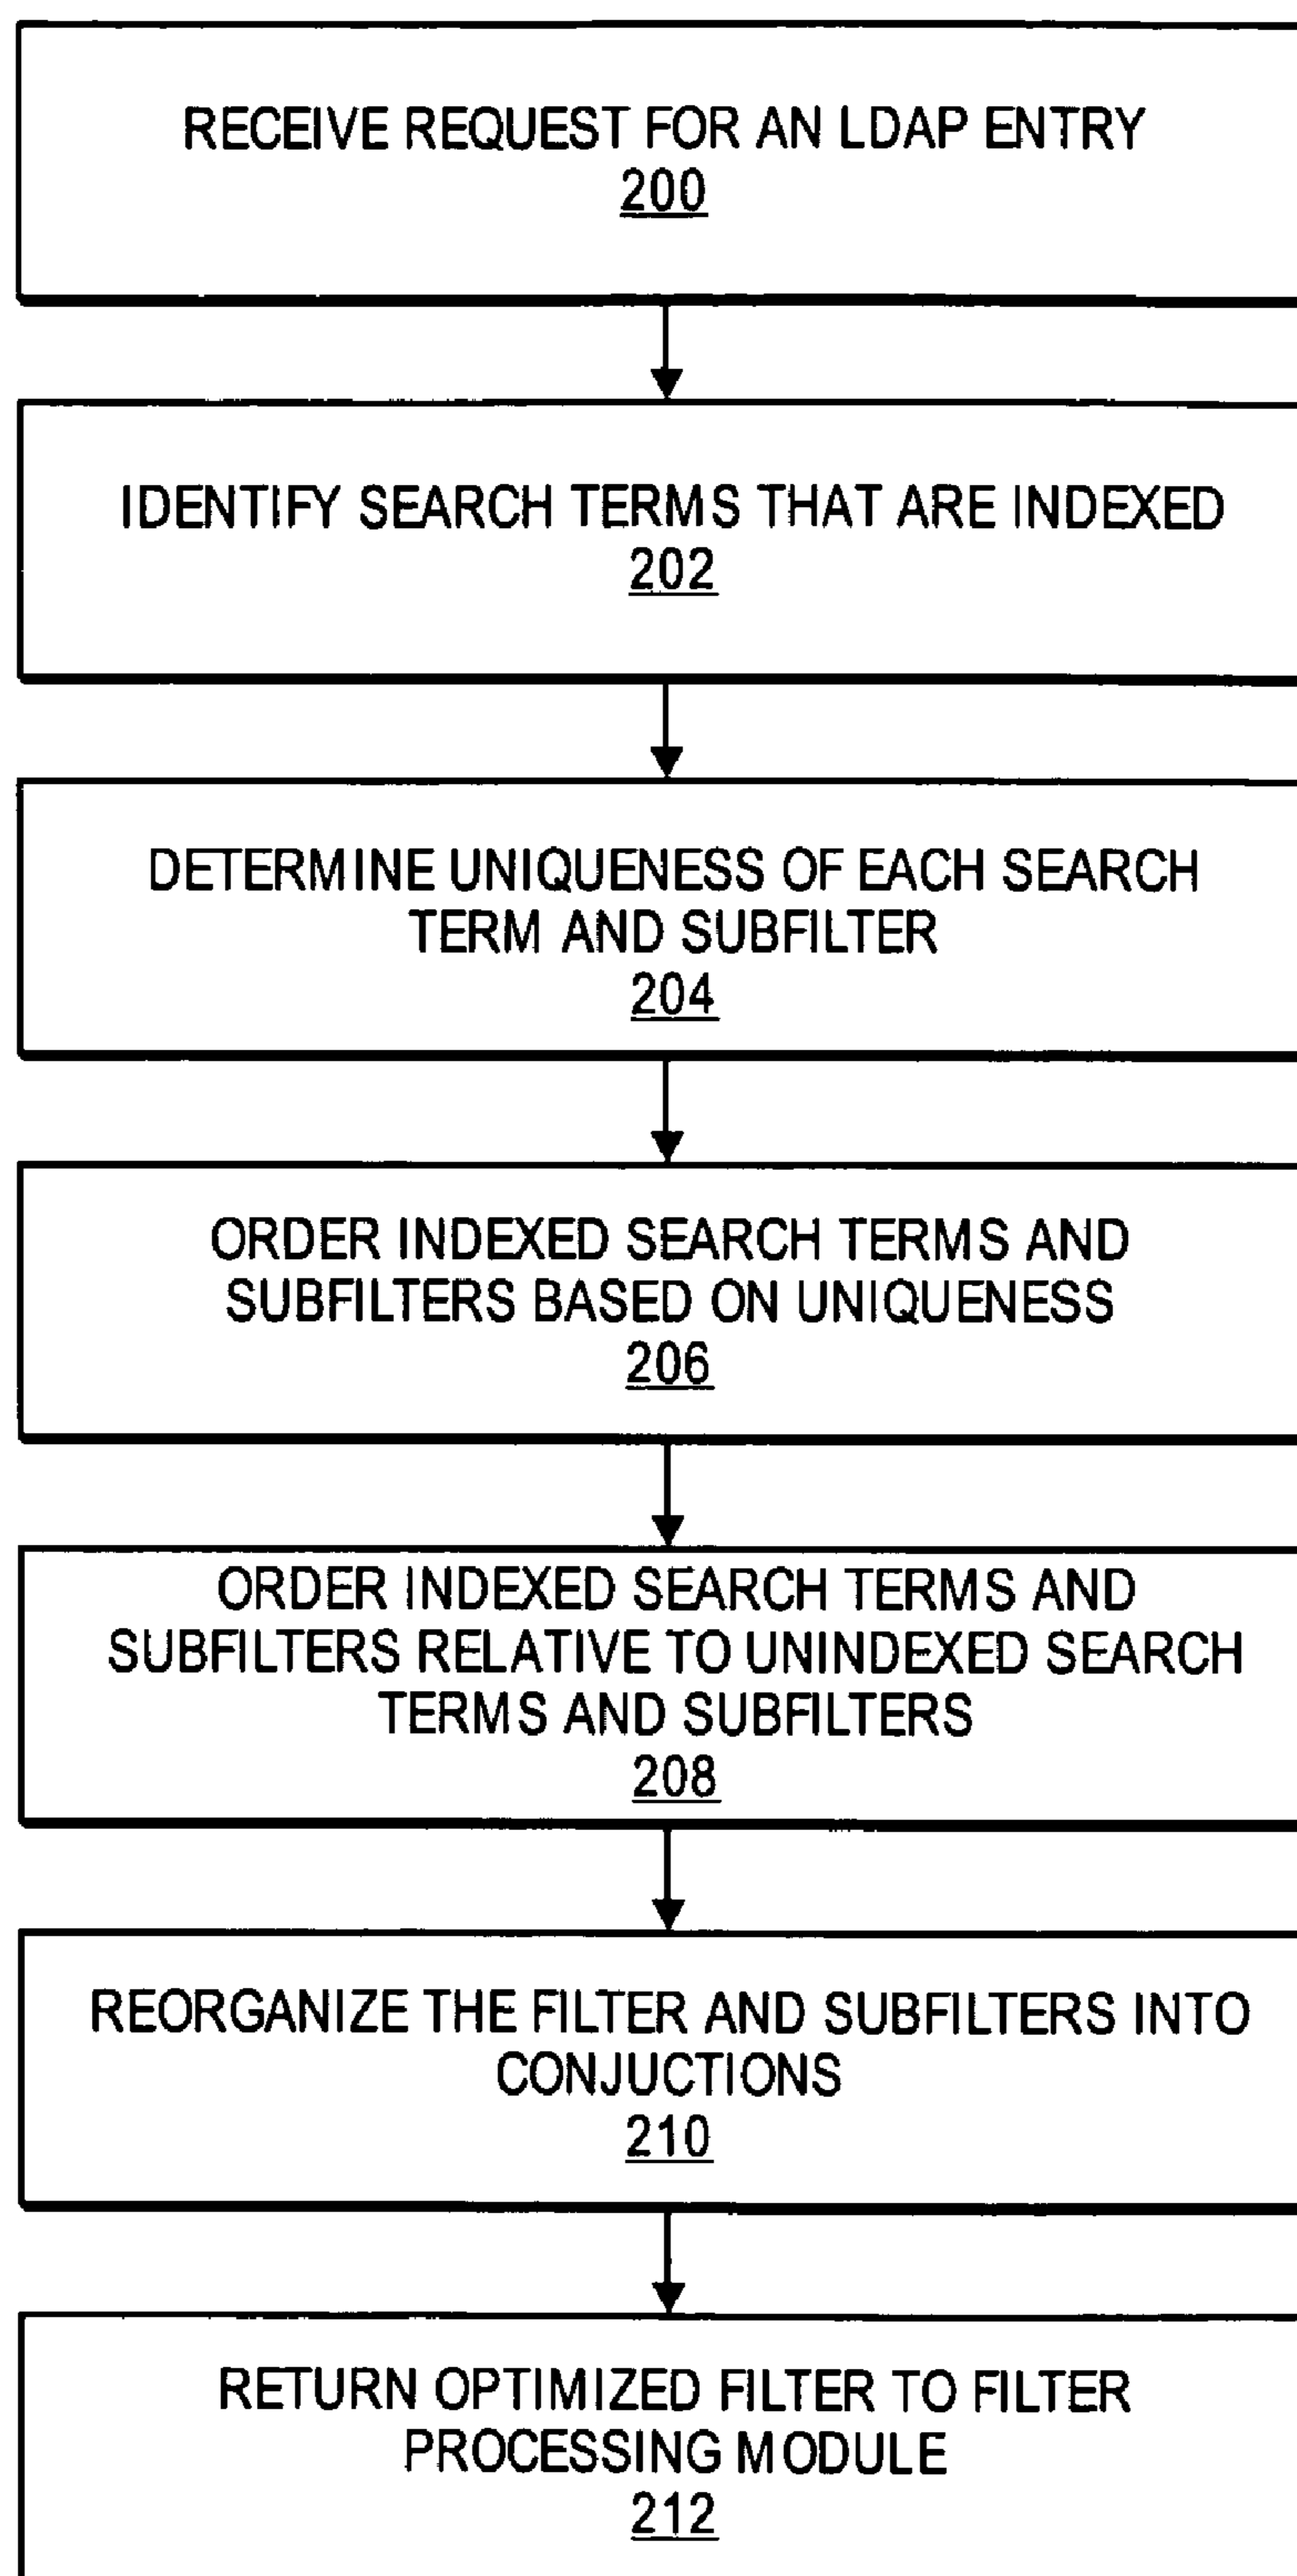 RECEIVE REQUEST FOR AN LDAP ENTRY
200
IDENTIFY SEARCH TERMS THAT ARE INDEXED
202
DETERMINE UNIQUENESS OF EACH SEARCH
TERM AND SUBFILTER
204
ORDER INDEXED SEARCH TERMS AND
SUBFILTERS BASED ON UNIQUENESS
206
ORDER INDEXED SEARCH TERMS AND
SUBFILTERS RELATIVE TO UNINDEXED SEARCH
TERMS AND SUBFILTERS
208
REORGANIZE THE FILTER AND SUBFILTERS INTO
CONJUCTIONS
210
RETURN OPTIMIZED FILTER TO FILTER
PROCESSING MODULE
212